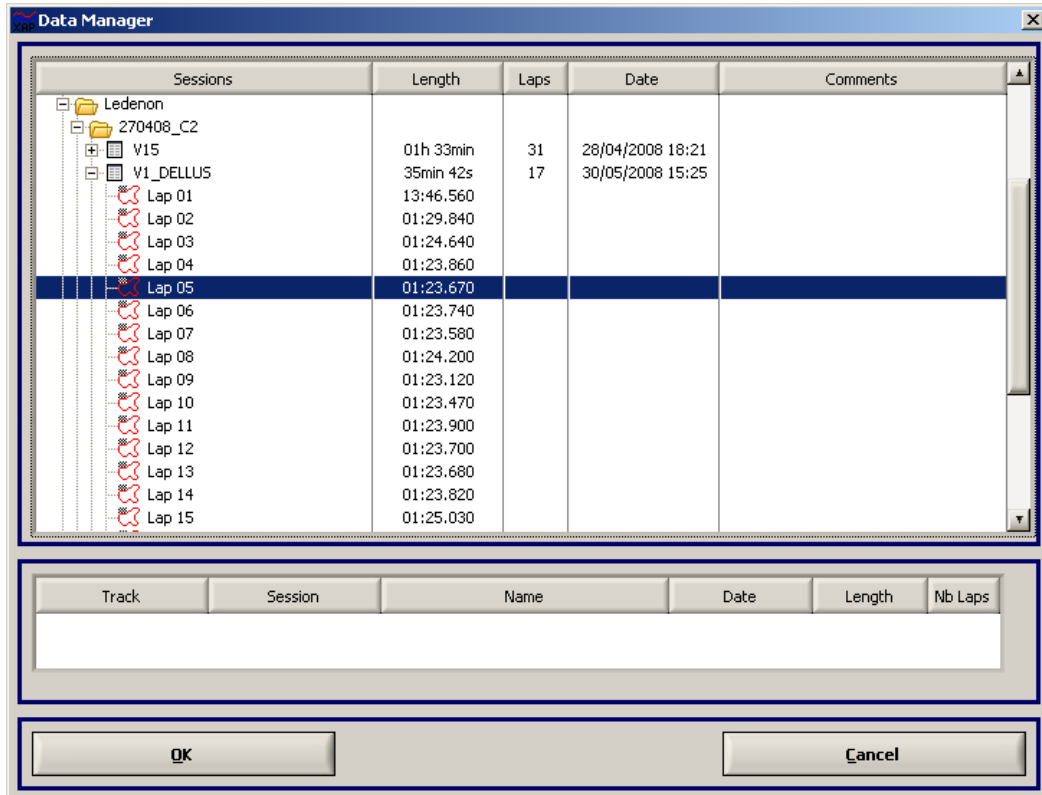 XAP Data Manager
Sessions Length Laps Date Comments
Ledenon
270408_C2
V15 01h 33min 31 28/04/2008 18:21
V1_DELLUS 35min 42s 17 30/05/2008 15:25
Lap 01 13:46.560
Lap 02 01:29.840
Lap 03 01:24.640
Lap 04 01:23.860
Lap 05 01:23.670
Lap 06 01:23.740
Lap 07 01:23.580
Lap 08 01:24.200
Lap 09 01:23.120
Lap 10 01:23.470
Lap 11 01:23.900
Lap 12 01:23.700
Lap 13 01:23.680
Lap 14 01:23.820
Lap 15 01:25.030
Track Session Name Date Length Nb Laps
OK Cancel